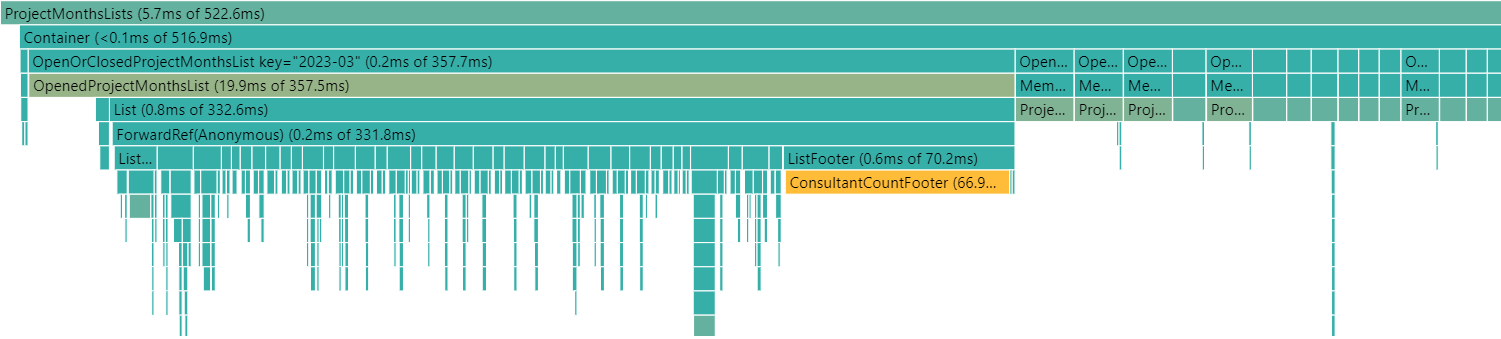 ProjectMonthsLists (5.7ms of 522.6ms)
Container (<0.1ms of 516.9ms)
OpenOrClosedProjectMonthsList key="2023-03" (0.2ms of 357.7ms) Open... Ope... Ope... Op... O...
OpenedProjectMonthsList (19.9ms of 357.5ms) Mem... Me... Me... Me... M...
List (0.8ms of 332.6ms) Proje... Proj... Proj... Pro... Pr...
ForwardRef(Anonymous) (0.2ms of 331.8ms)
List... ListFooter (0.6ms of 70.2ms)
ConsultantCountFooter (66.9...